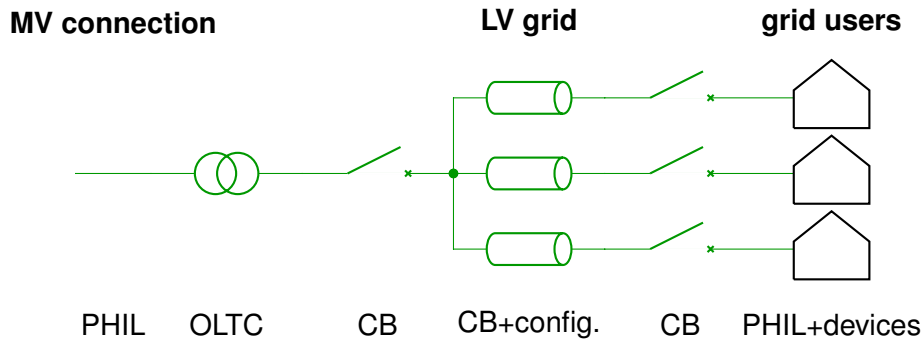 MV connection LV grid grid users
PHIL OLTC CB CB+config. CB PHIL+devices